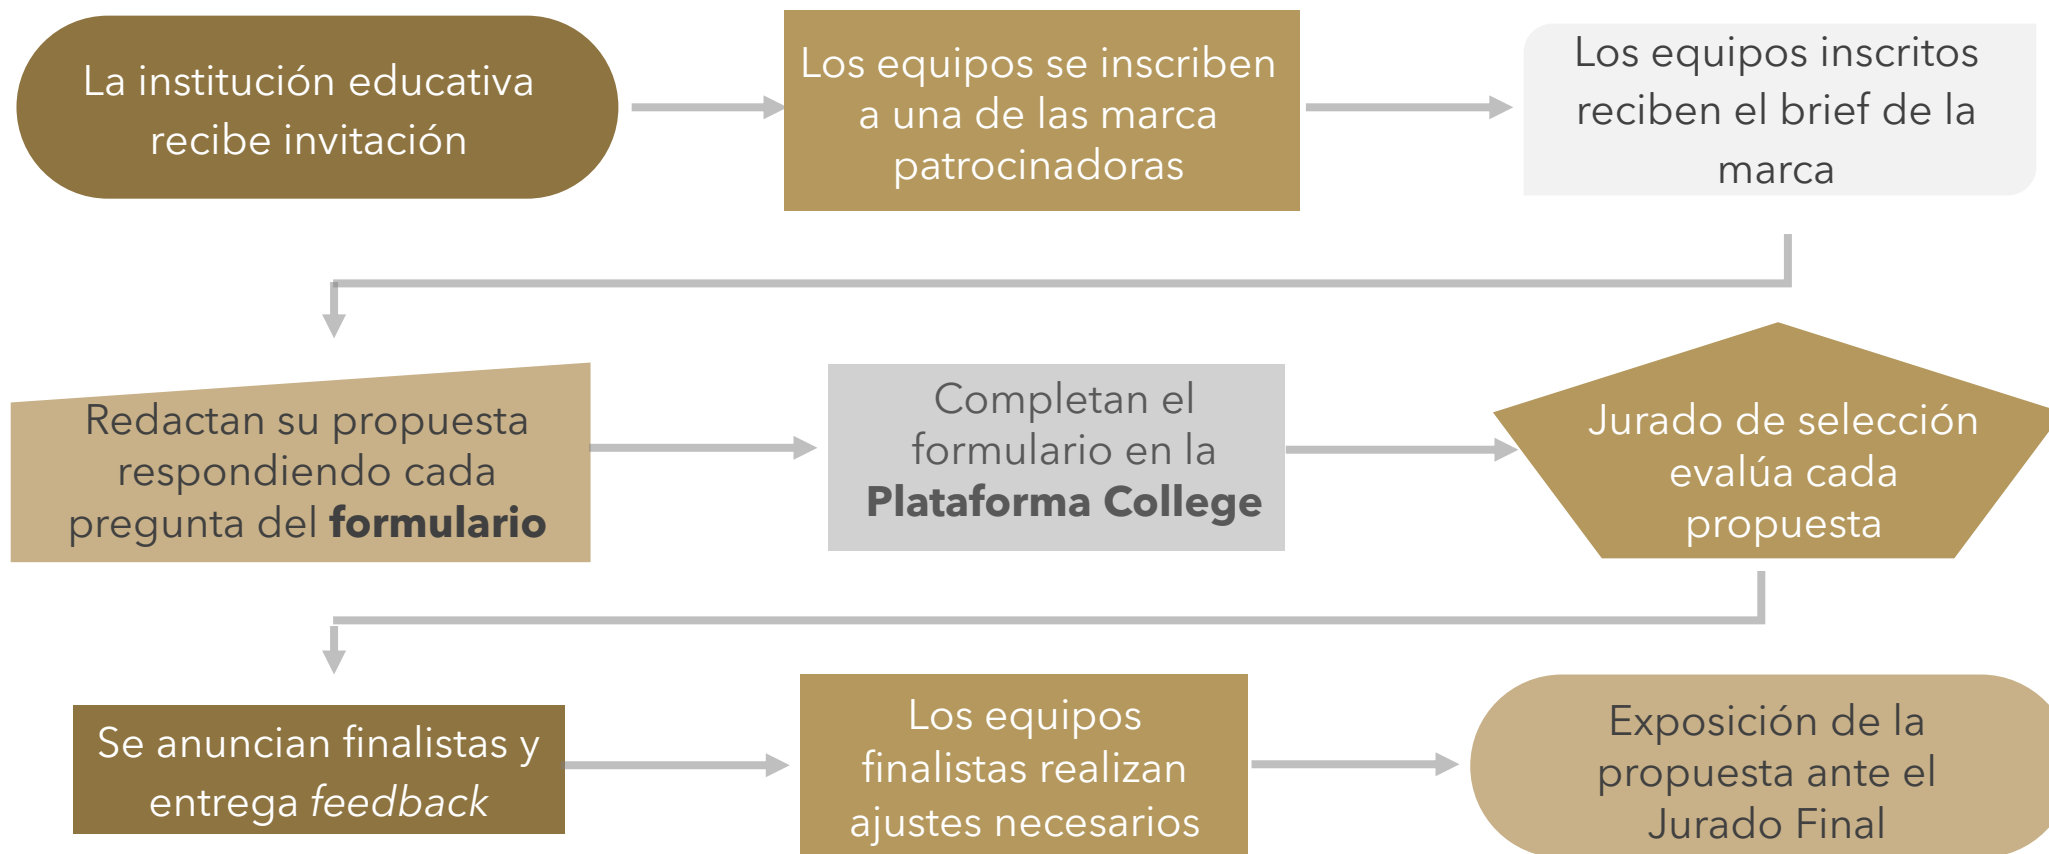 La institución educativa
recibe invitación
Los equipos se inscriben
a una de las marca
patrocinadoras
Los equipos inscritos
reciben el brief de la
marca
Redactan su propuesta
respondiendo cada
pregunta del formulario
Completan el
formulario en la
Plataforma College
Jurado de selección
evalúa cada
propuesta
Se anuncian finalistas y
entrega feedback
Los equipos
finalistas realizan
ajustes necesarios
Exposición de la
propuesta ante el
Jurado Final